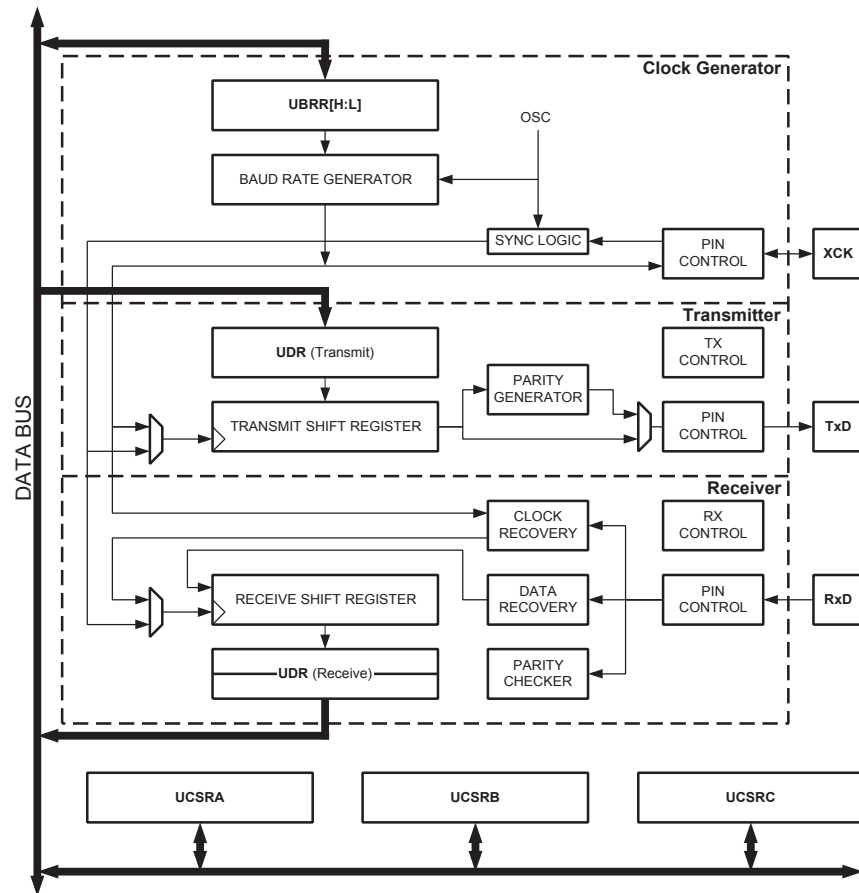 Clock Generator
UBRR[H:L]
OSC
BAUD RATE GENERATOR
SYNC LOGIC
PIN
CONTROL
XCK
Transmitter
UDR (Transmit)
TX
CONTROL
PARITY
GENERATOR
TRANSMIT SHIFT REGISTER
PIN
CONTROL
TxD
DATA BUS
Receiver
CLOCK
RECOVERY
RX
CONTROL
RECEIVE SHIFT REGISTER
DATA
RECOVERY
PIN
CONTROL
RxD
UDR (Receive)
PARITY
CHECKER
UCSRA
UCSRB
UCSRC